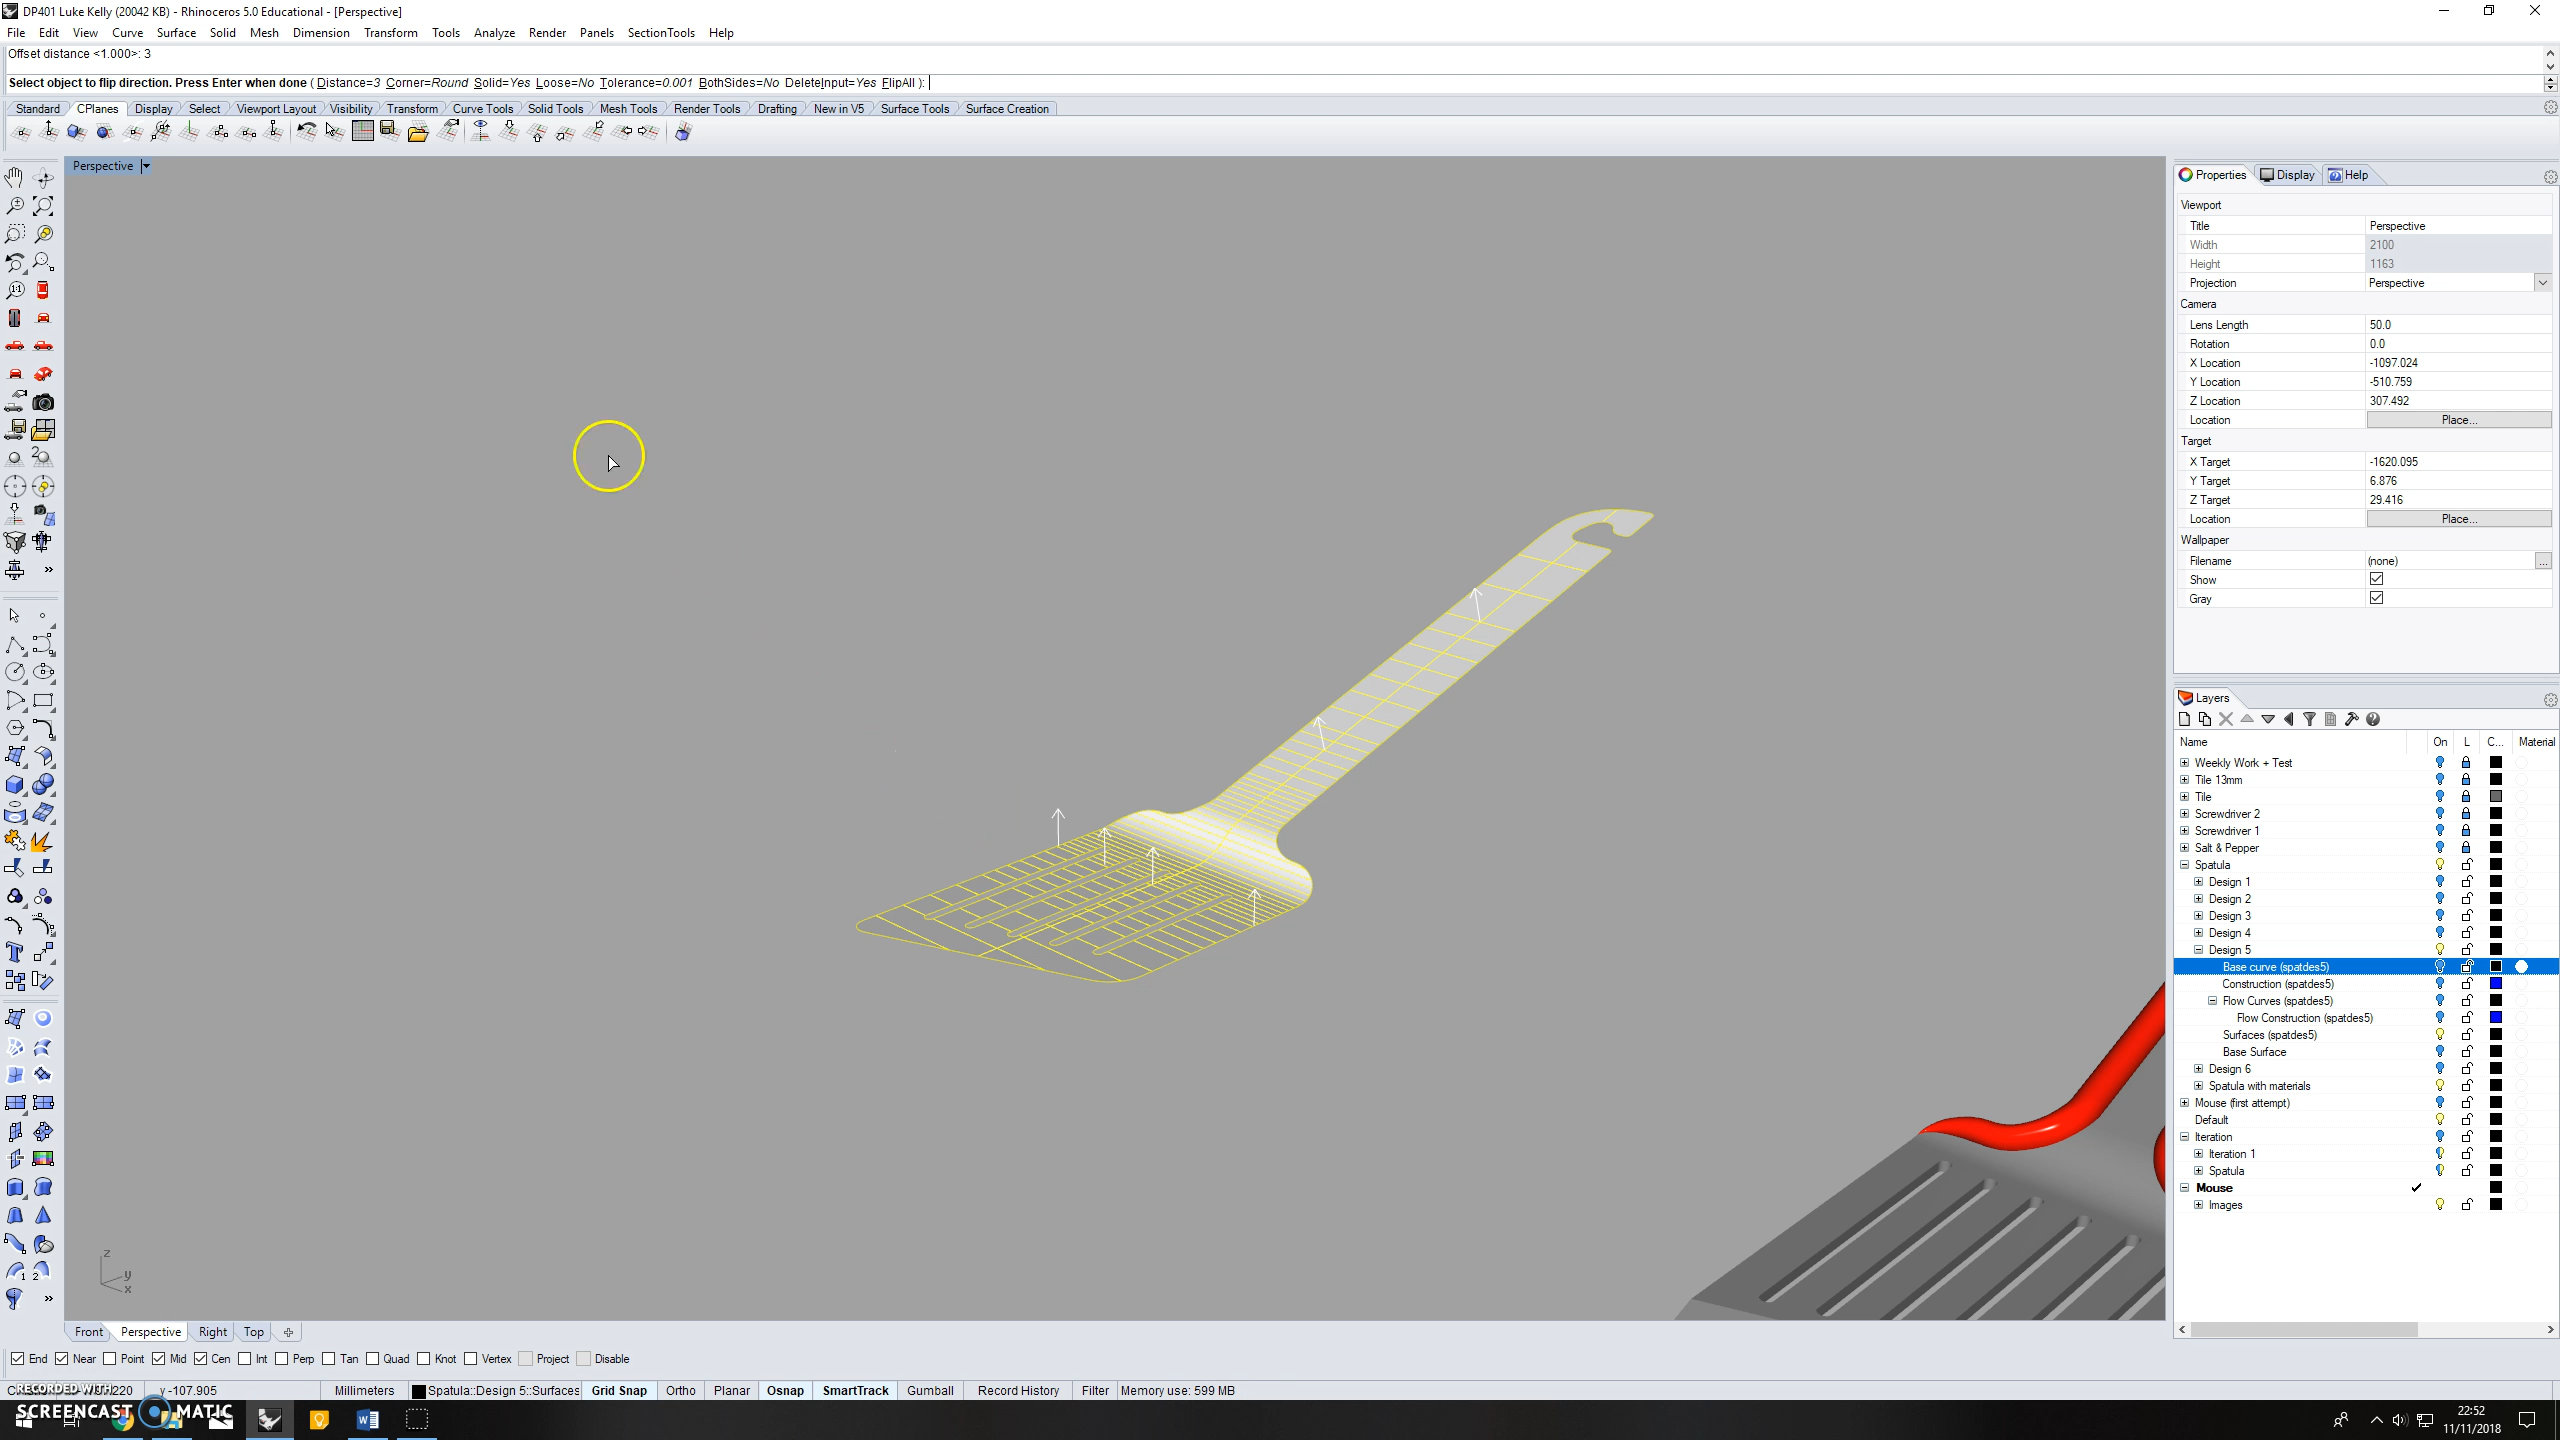 DP401 Luke Kelly (20042 KB) - Rhinoceros 5.0 Educational - [Perspective]
File Edit View Curve Surface Solid Mesh Dimension Transform Tools Analyze Render Panels SectionTools Help
Offset distance <1.000>: 3
Select object to flip direction. Press Enter when done ( Distance=3 Corner=Round Solid=Yes Loose=No Tolerance=0.001 BothSides=No DeleteInput=Yes FlipAll ):
Standard CPlanes Display Select Viewport Layout Visibility Transform Curve Tools Solid Tools Mesh Tools Render Tools Drafting New in V5 Surface Tools Surface Creation
Perspective
Properties Display Help
Viewport
Title Perspective
Width 2100
Height 1163
Projection Perspective
Camera
Lens Length 50.0
Rotation 0.0
X Location -1097.024
Y Location -510.759
Z Location 307.492
Location Place...
Target
X Target -1620.095
Y Target 6.876
Z Target 29.416
Location Place...
Wallpaper
Filename (none) ...
Show
Gray
Layers
Name On L C... Material
Weekly Work + Test
Tile 13mm
Tile
Screwdriver 2
Screwdriver 1
Salt & Pepper
Spatula
Design 1
Design 2
Design 3
Design 4
Design 5
Base curve (spatdes5)
Construction (spatdes5)
Flow Curves (spatdes5)
Flow Construction (spatdes5)
Surfaces (spatdes5)
Base Surface
Design 6
Spatula with materials
Mouse (first attempt)
Default
Iteration
Iteration 1
Spatula
Mouse
Images
z
y
x
Front Perspective Right Top
End Near Point Mid Cen Int Perp Tan Quad Knot Vertex Project Disable
y -107.905 Millimeters Spatula::Design 5::Surfaces Grid Snap Ortho Planar Osnap SmartTrack Gumball Record History Filter Memory use: 599 MB
RECORDED WITH
SCREENCAST MATIC
22:52
11/11/2018